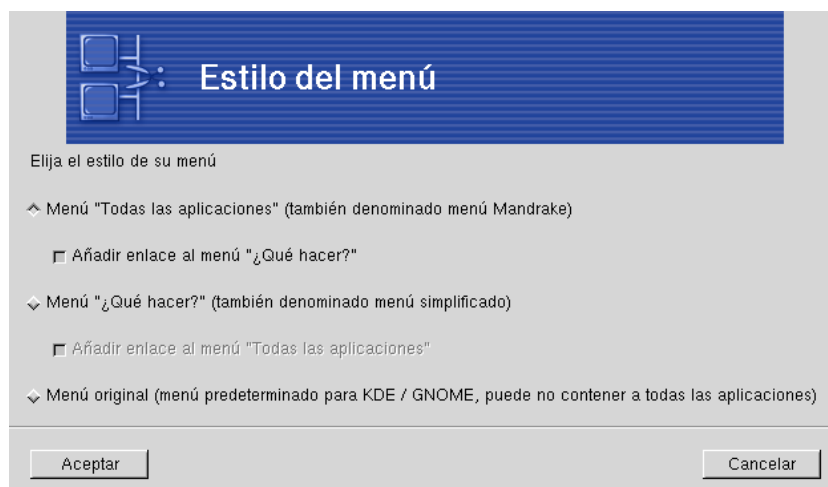 Estilo del menú
Elija el estilo de su menú
Menú "Todas las aplicaciones" (también denominado menú Mandrake)
Añadir enlace al menú "¿Qué hacer?"
Menú "¿Qué hacer?" (también denominado menú simplificado)
Añadir enlace al menú "Todas las aplicaciones"
Menú original (menú predeterminado para KDE / GNOME, puede no contener a todas las aplicaciones)
Aceptar
Cancelar